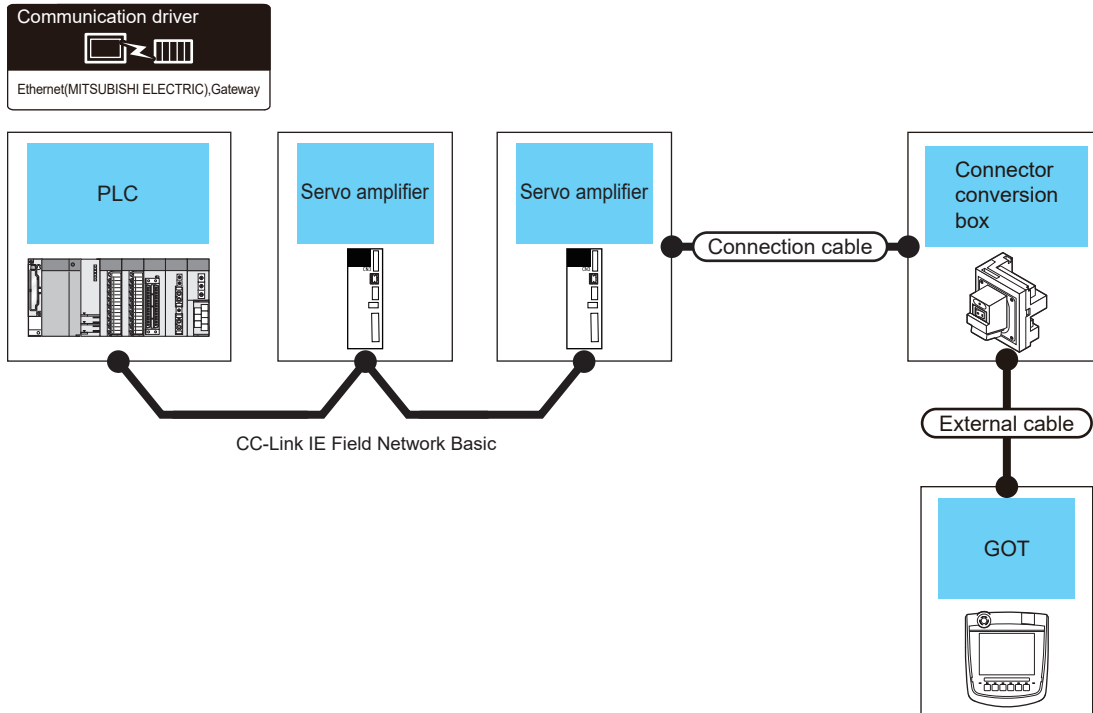 Communication driver
Ethernet(MITSUBISHI ELECTRIC),Gateway
PLC
Servo amplifier
Servo amplifier
Connector
conversion
box
Connection cable
CC-Link IE Field Network Basic
External cable
GOT